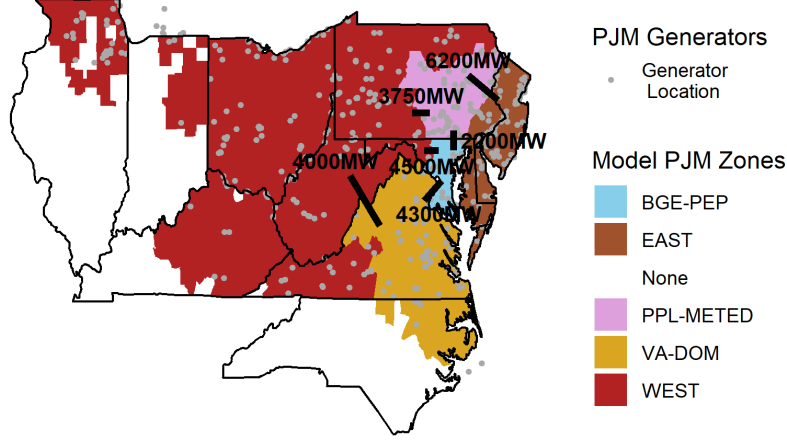 PJM Generators
Generator
Location
6200MW
3750MW
2200MW
4000MW
4500MW
4300MW
Model PJM Zones
BGE-PEP
EAST
None
PPL-METED
VA-DOM
WEST